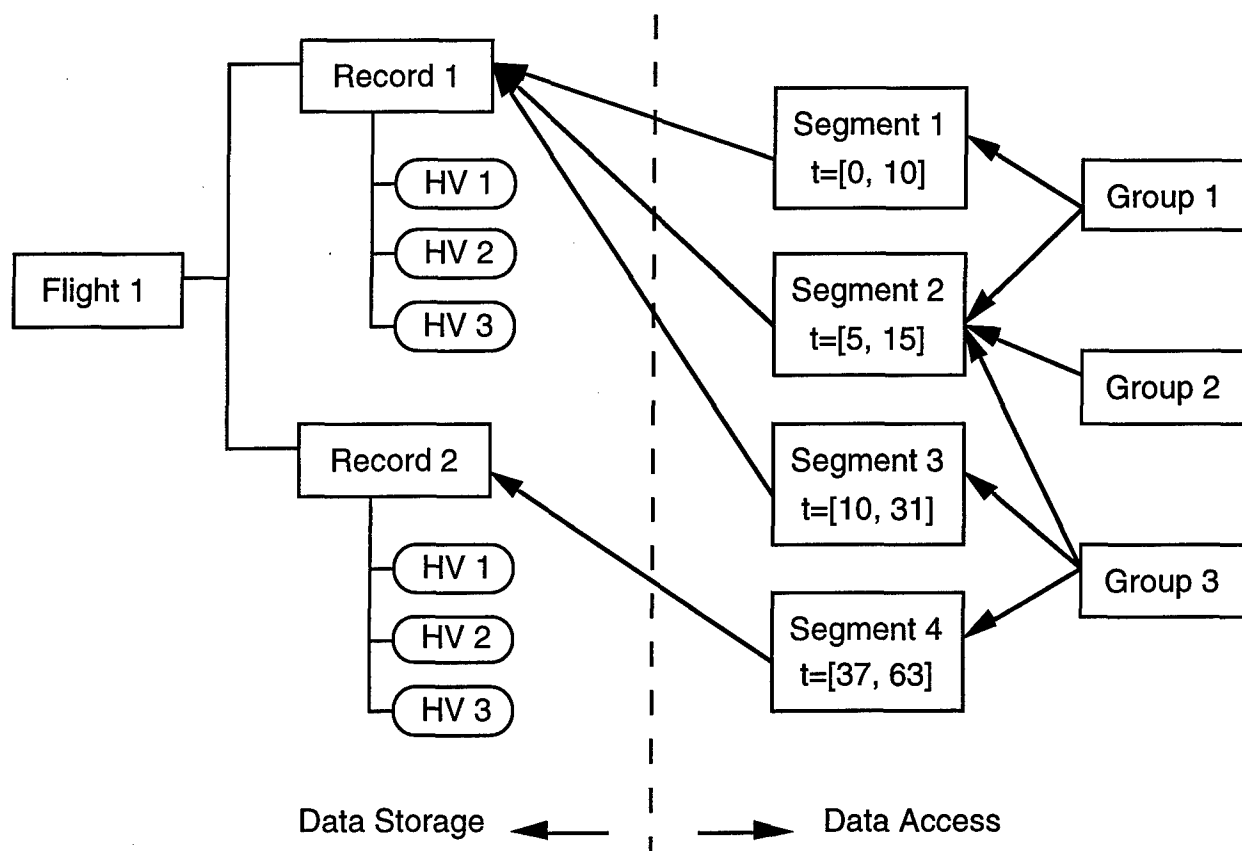 Flight 1
Record 1
HV 1
HV 2
HV 3
Record 2
HV 1
HV 2
HV 3
Segment 1
t=[0, 10]
Segment 2
t=[5, 15]
Segment 3
t=[10, 31]
Segment 4
t=[37, 63]
Group 1
Group 2
Group 3
Data Storage
Data Access